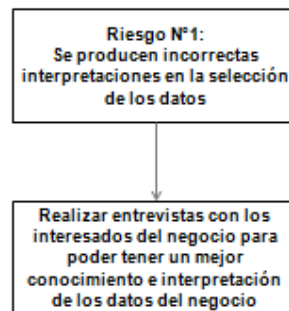 Riesgo N°1:
Se producen incorrectas
interpretaciones en la selección
de los datos
Realizar entrevistas con los
interesados del negocio para
poder tener un mejor
conocimiento e interpretación
de los datos del negocio